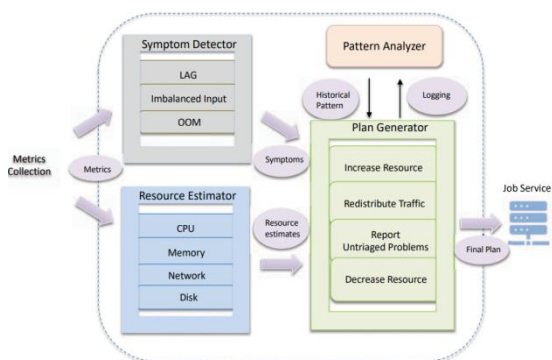 Symptom Detector
LAG
Imbalanced Input
OOM
Pattern Analyzer
Historical
Pattern
Logging
Metrics
Collection
Metrics
Symptoms
Plan Generator
Increase Resource
Redistribute Traffic
Report
Untriaged Problems
Decrease Resource
Job Service
Resource Estimator
CPU
Memory
Network
Disk
Resource
estimates
Final Plan